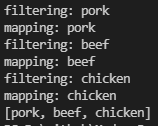 filtering: pork
mapping: pork
filtering: beef
mapping: beef
filtering: chicken
mapping: chicken
[pork, beef, chicken]